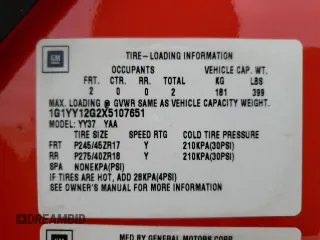 GM
TIRE-LOADING INFORMATION
OCCUPANTS VEHICLE CAP. WT.
FRT. CTR. RR. TOTAL KG LBS
2 0 0 2 181 399
MAX. LOADING @ GVWR SAME AS VEHICLE CAPACITY WEIGHT.
1G1YY12G2X5107651
MODEL YY37 YAA
TIRE SIZE SPEED RTG COLD TIRE PRESSURE
FRT P245/45ZR17 Y 210KPA(30PSI)
RR P275/40ZR18 Y 210KPA(30PSI)
SPA NONEKPA(PSI)
IF TIRES ARE HOT, ADD 28KPA(4PSI)
SEE OWNER'S MANUAL FOR MORE INFORMATION
DREAMBID
GM
MFD BY GENERAL MOTORS CORP